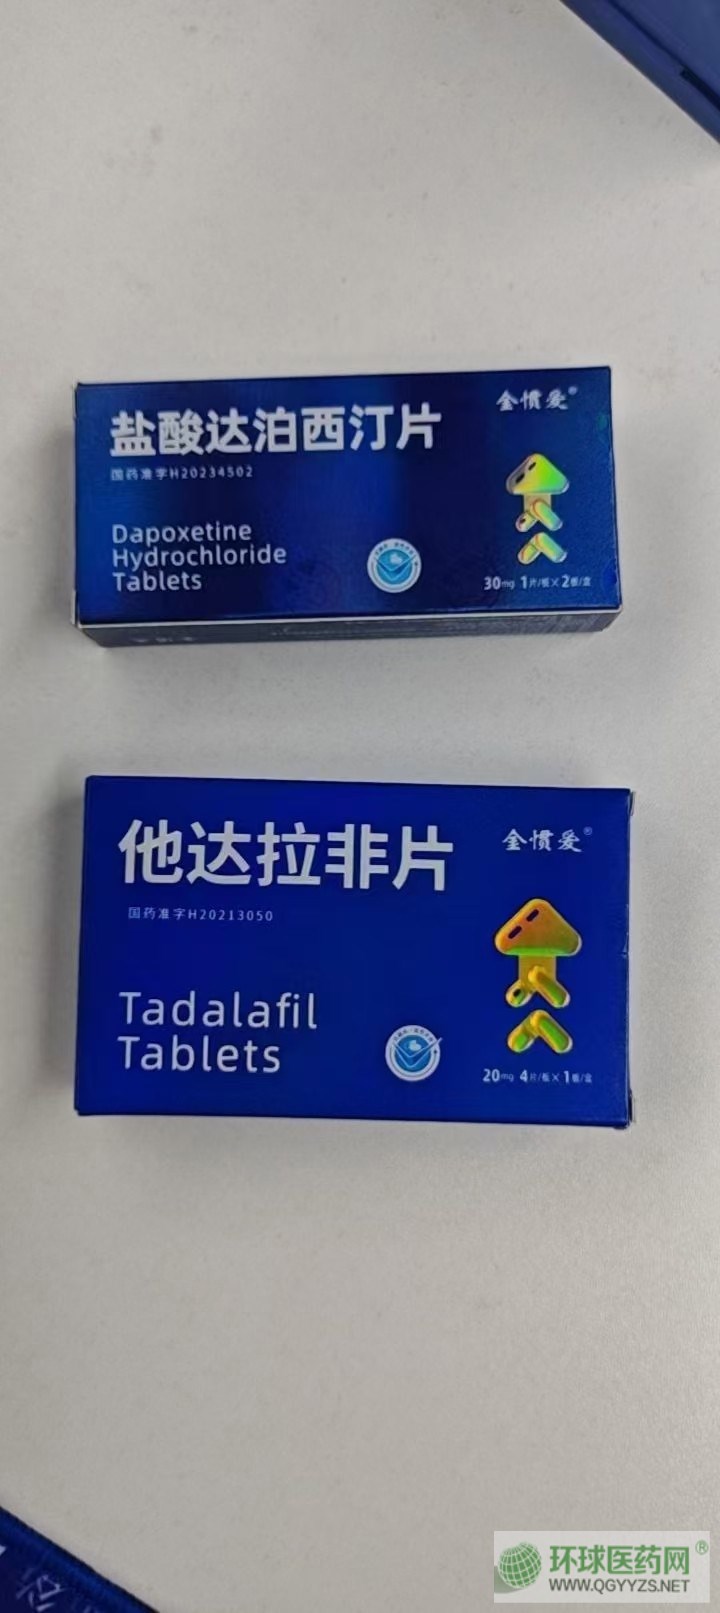 盐酸达泊西汀片
金惯爱®
国药准字H20234502
Dapoxetine
Hydrochloride
Tablets
30mg 1片/板×2板/盒
他达拉非片
金惯爱®
国药准字H20213050
Tadalafil
Tablets
20mg 4片/板×1板/盒
环球医药网®
WWW.QGYYZS.NET